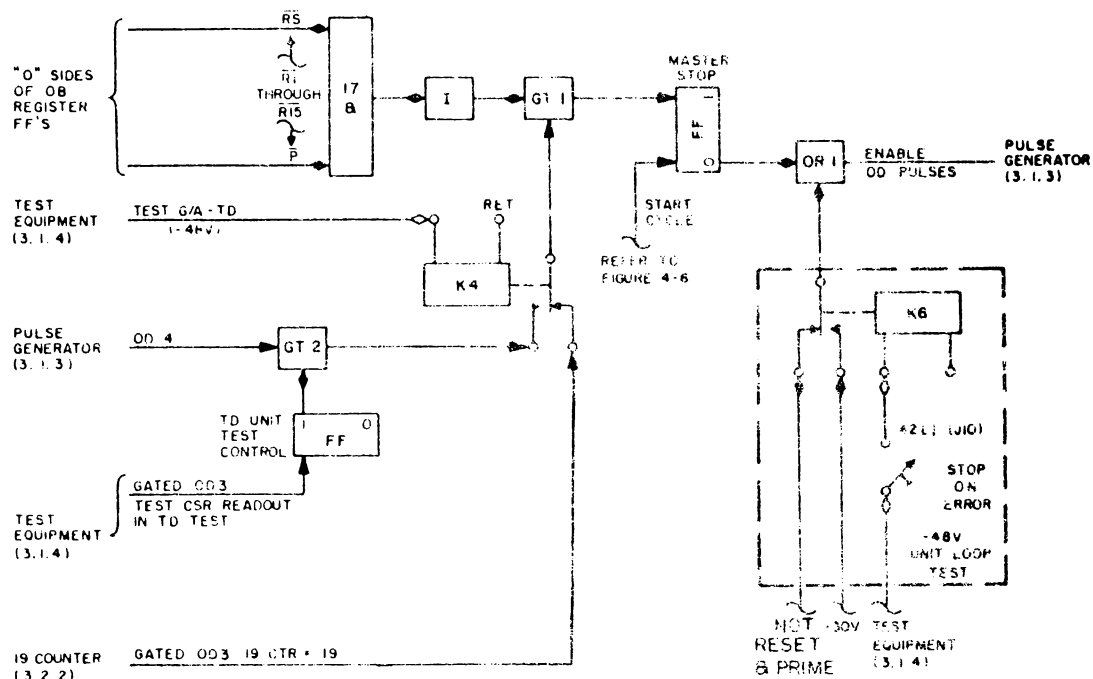 "0" SIDES
OF OB
REGISTER
FF'S
RS
R1
THROUGH
R15
P
17
&
I
GT 1
MASTER
STOP
FF
1
0
OR 1
ENABLE
OD PULSES
PULSE
GENERATOR
(3.1.3)
START
CYCLE
REFER TO
FIGURE 4-6
TEST
EQUIPMENT
(3.1.4)
TEST G/A-TD
(-48V)
RET
K4
PULSE
GENERATOR
(3.1.3)
OD 4
GT 2
TD UNIT
TEST
CONTROL
1
0
FF
TEST
EQUIPMENT
(3.1.4)
GATED OD3
TEST CSR READOUT
IN TD TEST
19 COUNTER
(3.2.2)
GATED OD3 19 CTR = 19
K6
(J10)
STOP
ON
ERROR
-48V
UNIT LOOP
TEST
NOT
RESET
& PRIME
30V
TEST
EQUIPMENT
(3.1.4)